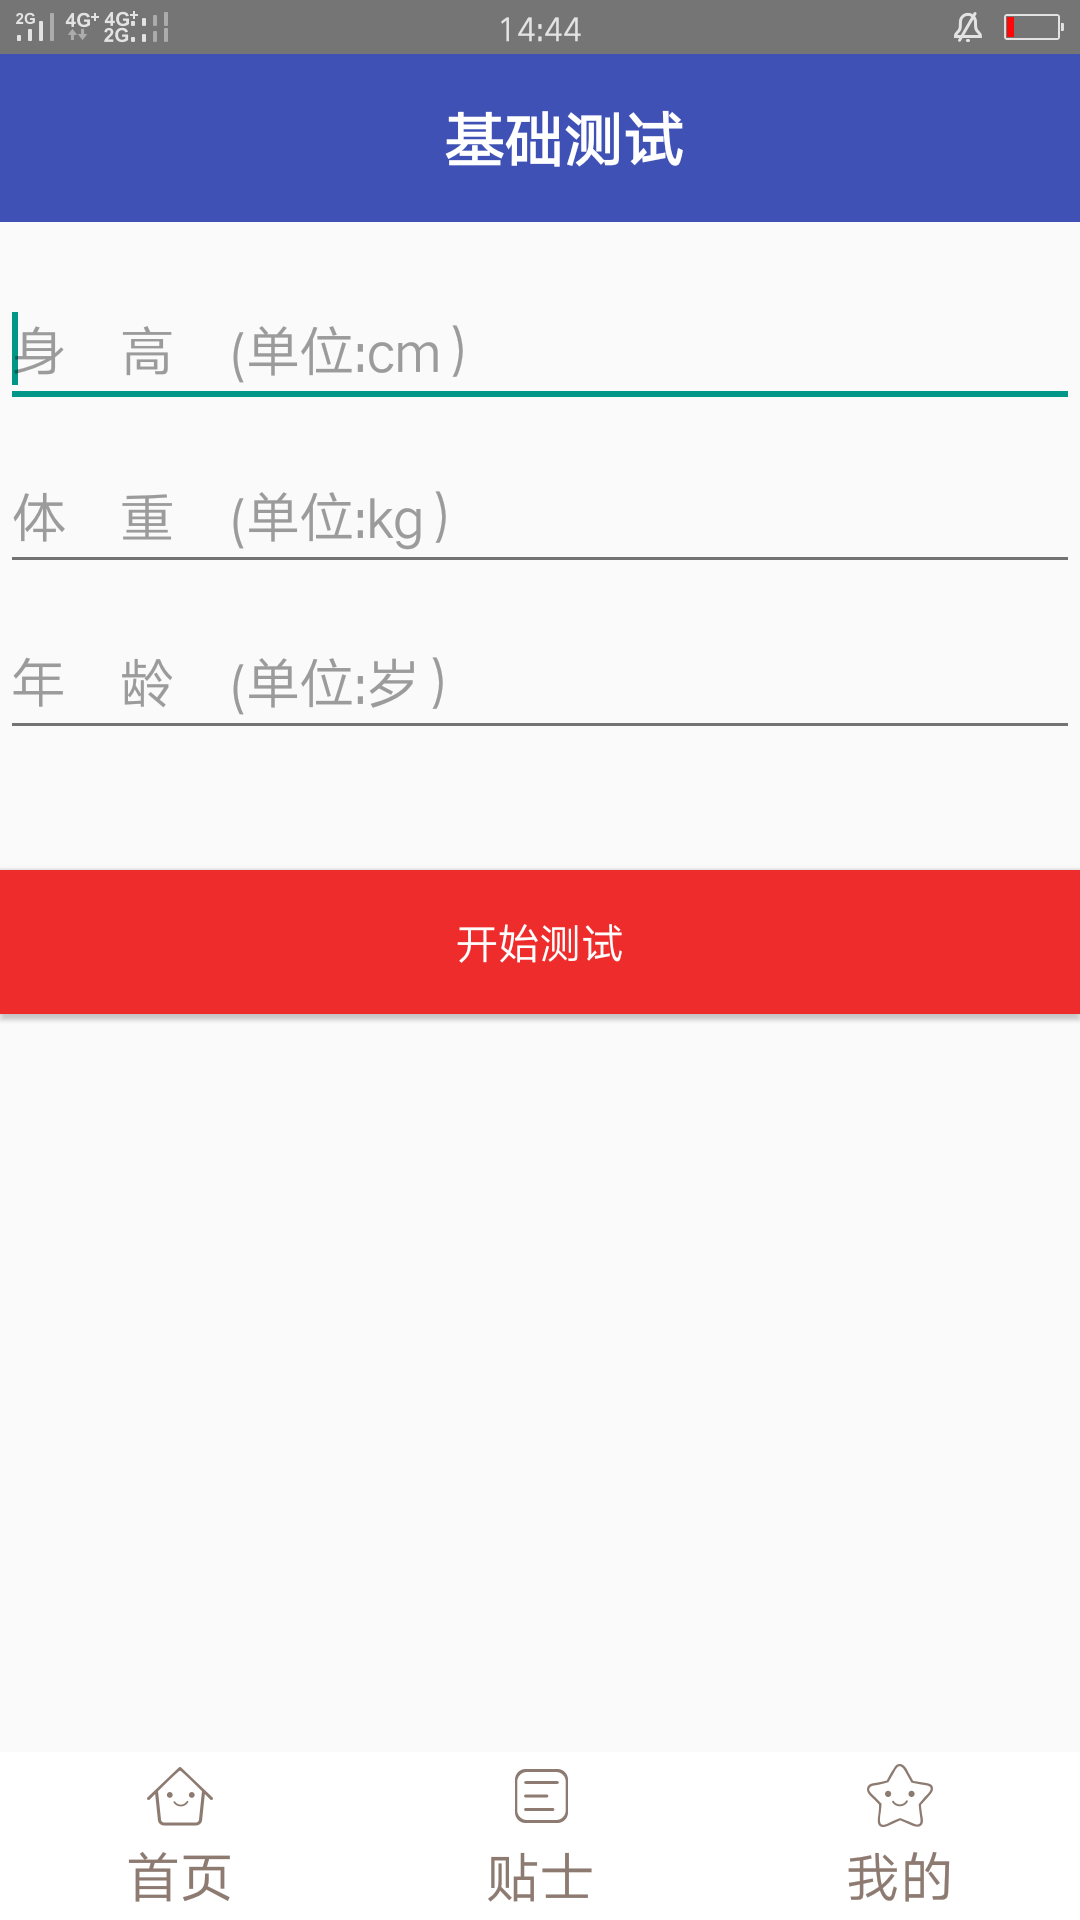 2G 4G+ 4G+ 2G 14:44
基础测试
身 高 (单位:cm)
体 重 (单位:kg)
年 龄 (单位:岁)
开始测试
首页 贴士 我的